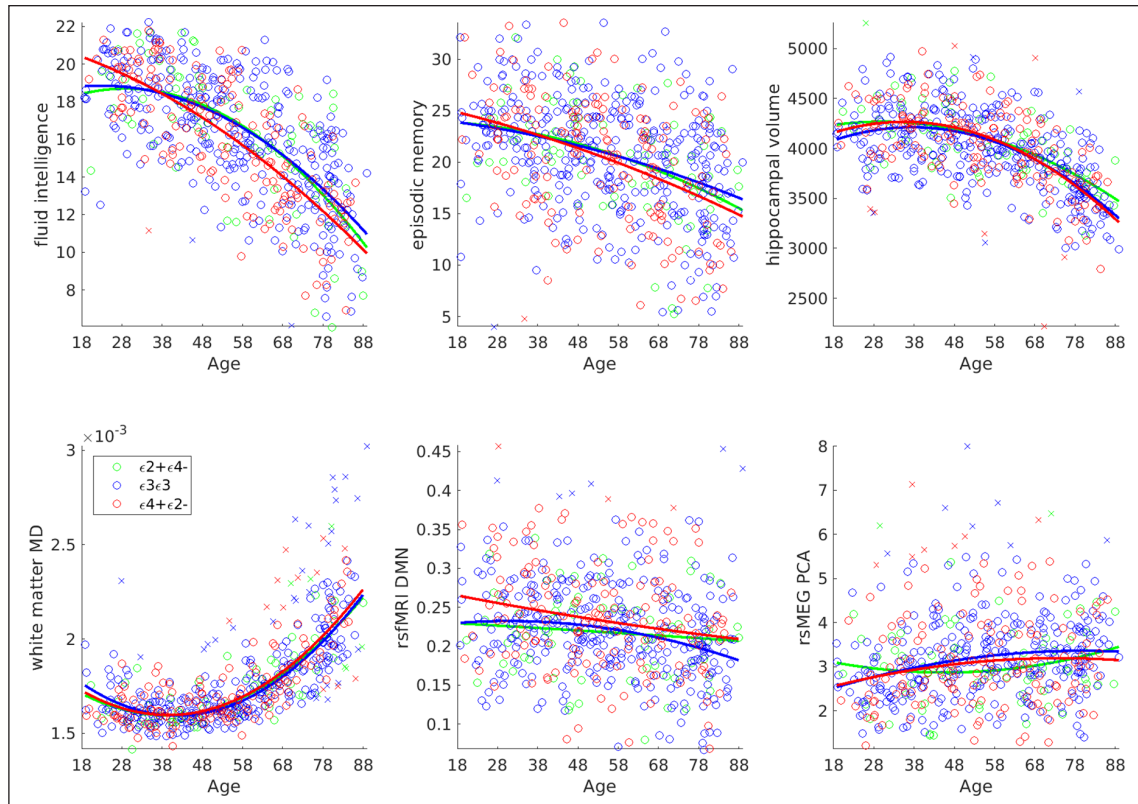 22
20
18
16
14
12
10
8
fluid intelligence
18 28 38 48 58 68 78 88
Age
30
25
20
15
10
5
episodic memory
18 28 38 48 58 68 78 88
Age
5000
4500
4000
3500
3000
2500
hippocampal volume
18 28 38 48 58 68 78 88
Age
×10-3
3
2.5
2
1.5
white matter MD
ϵ2+ϵ4-
ϵ3ϵ3
ϵ4+ϵ2-
18 28 38 48 58 68 78 88
Age
0.45
0.4
0.35
0.3
0.25
0.2
0.15
0.1
rsfMRI DMN
18 28 38 48 58 68 78 88
Age
8
7
6
5
4
3
2
rsMEG PCA
18 28 38 48 58 68 78 88
Age